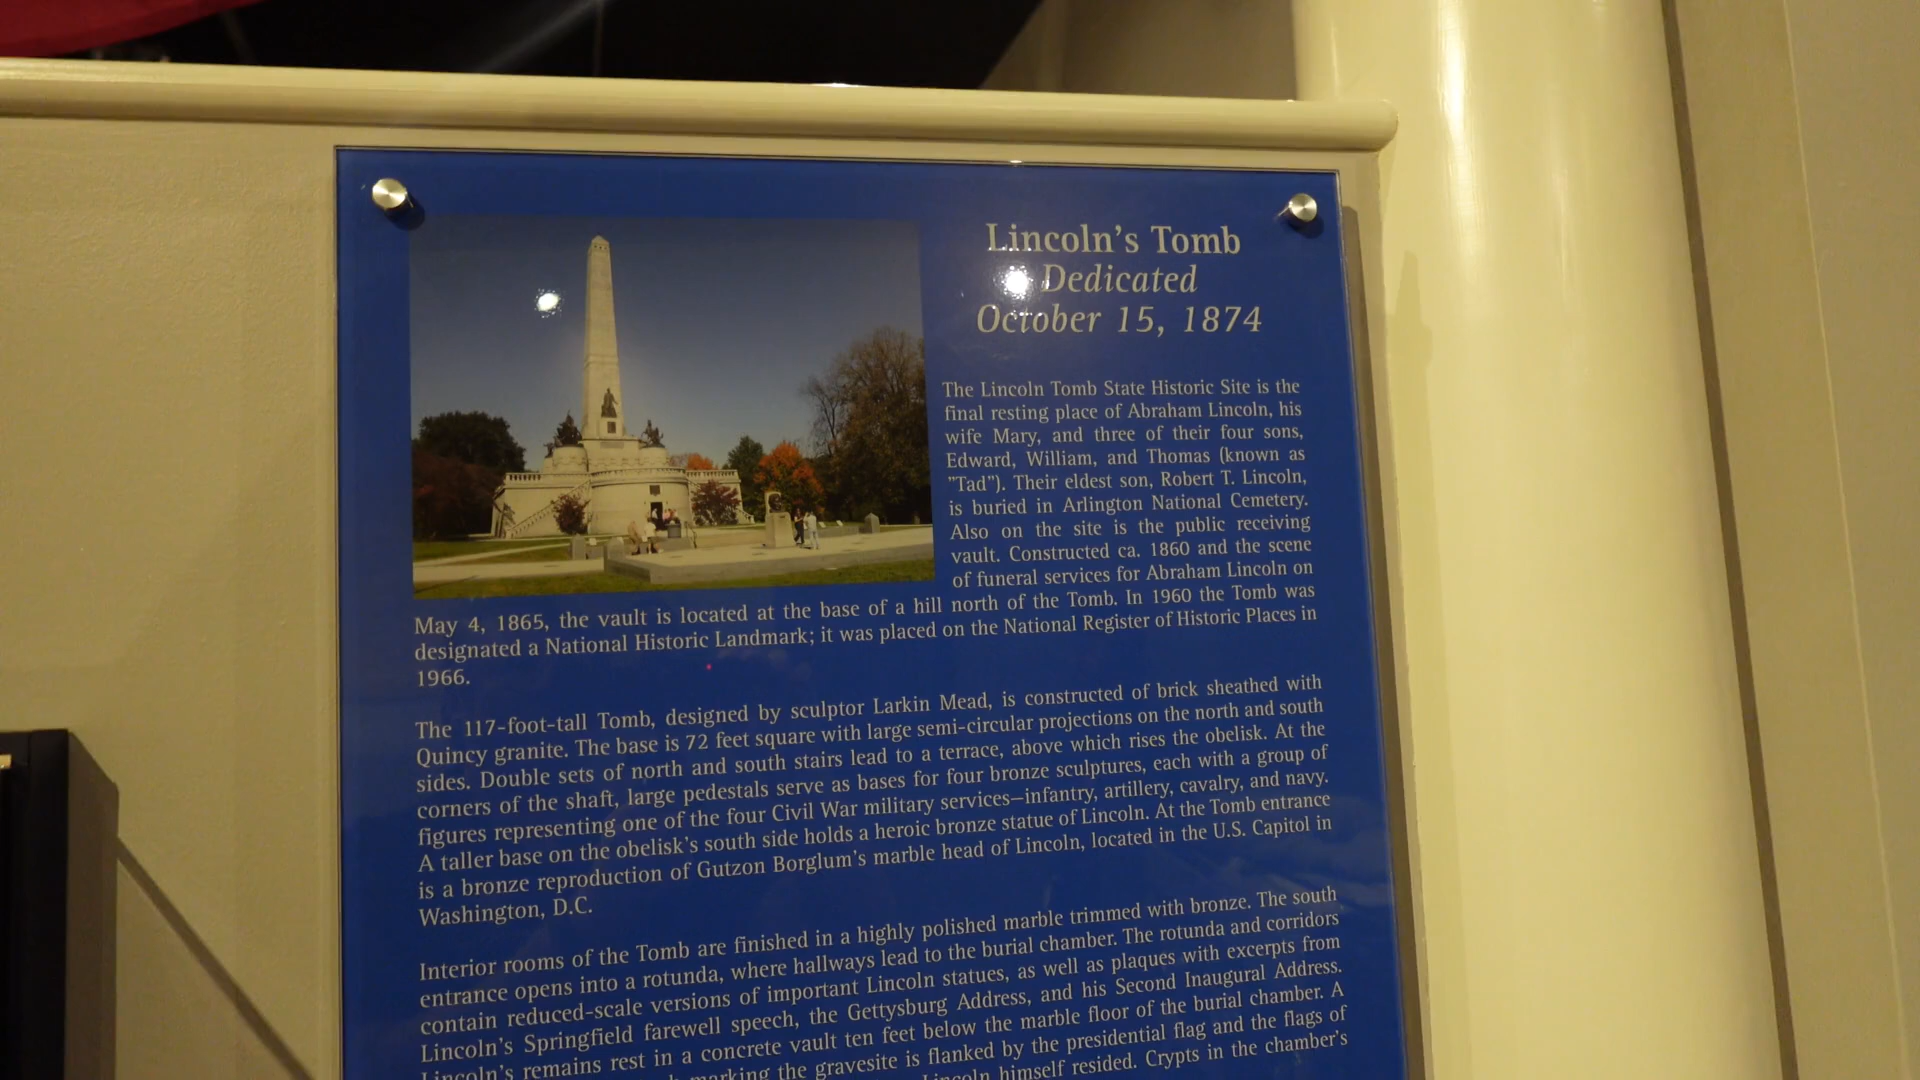 Lincoln's Tomb
Dedicated
October 15, 1874
The Lincoln Tomb State Historic Site is the
final resting place of Abraham Lincoln, his
wife Mary, and three of their four sons,
Edward, William, and Thomas (known as
"Tad"). Their eldest son, Robert T. Lincoln,
is buried in Arlington National Cemetery.
Also on the site is the public receiving
vault. Constructed ca. 1860 and the scene
of funeral services for Abraham Lincoln on
May 4, 1865, the vault is located at the base of a hill north of the Tomb. In 1960 the Tomb was
designated a National Historic Landmark; it was placed on the National Register of Historic Places in
1966.
The 117-foot-tall Tomb, designed by sculptor Larkin Mead, is constructed of brick sheathed with
Quincy granite. The base is 72 feet square with large semi-circular projections on the north and south
sides. Double sets of north and south stairs lead to a terrace, above which rises the obelisk. At the
corners of the shaft, large pedestals serve as bases for four bronze sculptures, each with a group of
figures representing one of the four Civil War military services—infantry, artillery, cavalry, and navy.
A taller base on the obelisk's south side holds a heroic bronze statue of Lincoln. At the Tomb entrance
is a bronze reproduction of Gutzon Borglum's marble head of Lincoln, located in the U.S. Capitol in
Washington, D.C.
Interior rooms of the Tomb are finished in a highly polished marble trimmed with bronze. The south
entrance opens into a rotunda, where hallways lead to the burial chamber. The rotunda and corridors
contain reduced-scale versions of important Lincoln statues, as well as plaques with excerpts from
Lincoln's Springfield farewell speech, the Gettysburg Address, and his Second Inaugural Address.
Lincoln's remains rest in a concrete vault ten feet below the marble floor of the burial chamber. A
marking the gravesite is flanked by the presidential flag and the flags of
Lincoln himself resided. Crypts in the chamber's